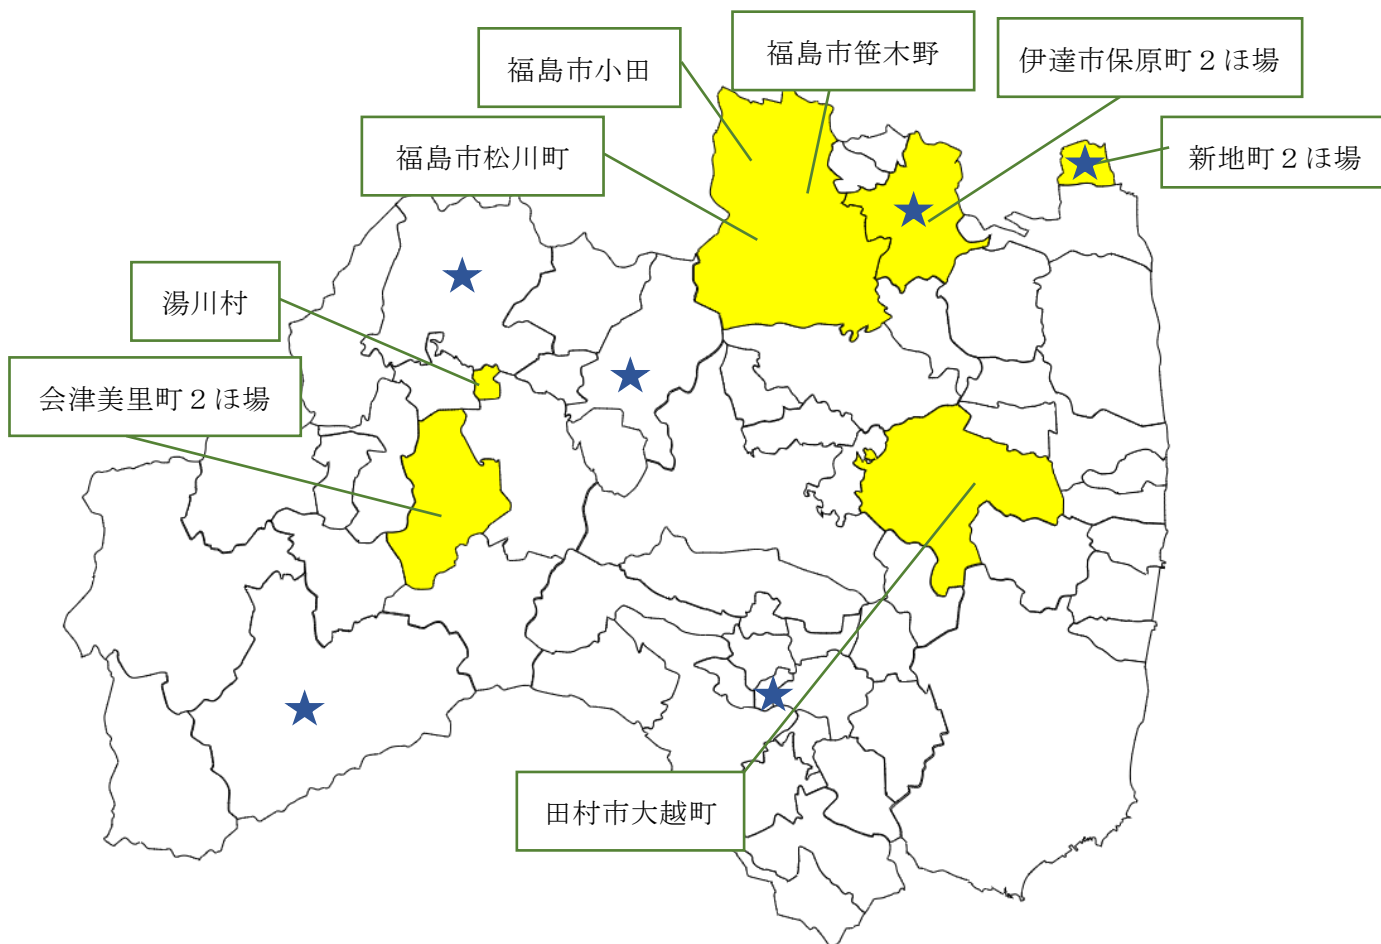 福島市笹木野
福島市小田
伊達市保原町２ほ場
福島市松川町
新地町２ほ場
湯川村
会津美里町２ほ場
田村市大越町